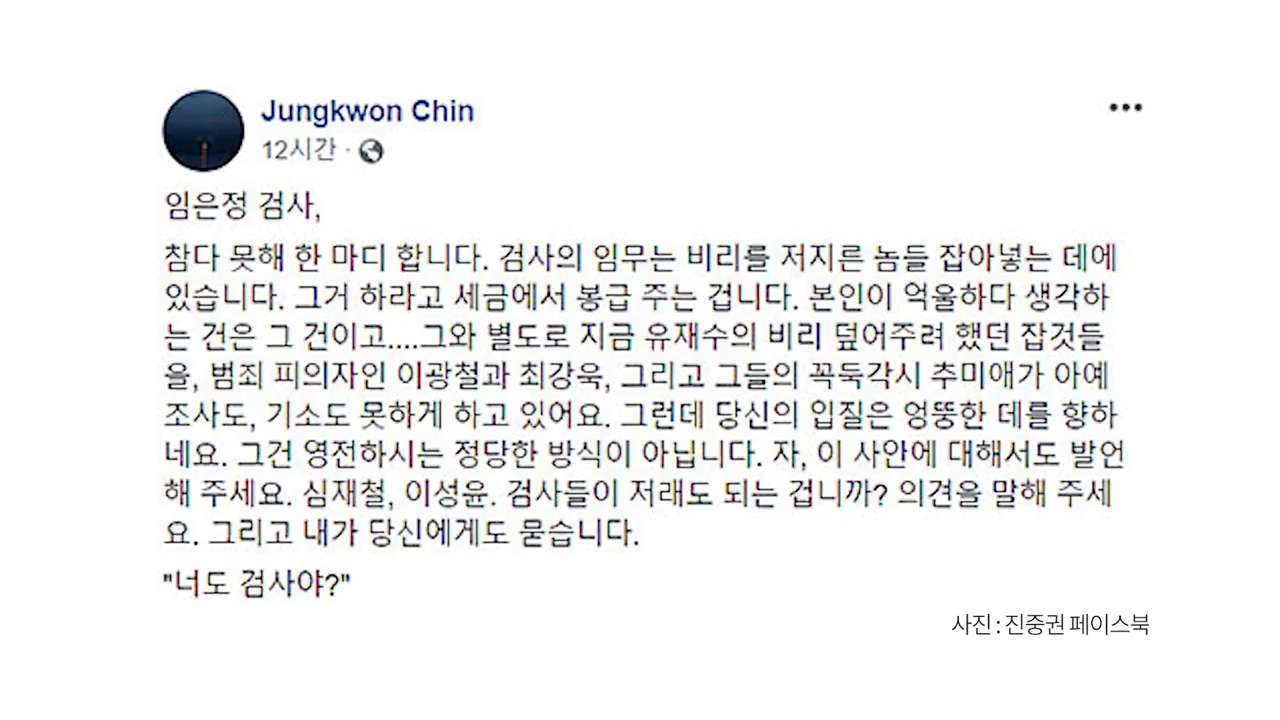 Jungkwon Chin
12시간 ·
임은정 검사,
참다 못해 한 마디 합니다. 검사의 임무는 비리를 저지른 놈들 잡아넣는 데에
있습니다. 그거 하라고 세금에서 봉급 주는 겁니다. 본인이 억울하다 생각하
는 건은 그 건이고....그와 별도로 지금 유재수의 비리 덮어주려 했던 잡것들
을, 범죄 피의자인 이광철과 최강욱, 그리고 그들의 꼭둑각시 추미애가 아예
조사도, 기소도 못하게 하고 있어요. 그런데 당신의 입질은 엉뚱한 데를 향하
네요. 그건 영전하시는 정당한 방식이 아닙니다. 자, 이 사안에 대해서도 발언
해 주세요. 심재철, 이성윤. 검사들이 저래도 되는 겁니까? 의견을 말해 주세
요. 그리고 내가 당신에게도 묻습니다.
"너도 검사야?"
사진 : 진중권 페이스북